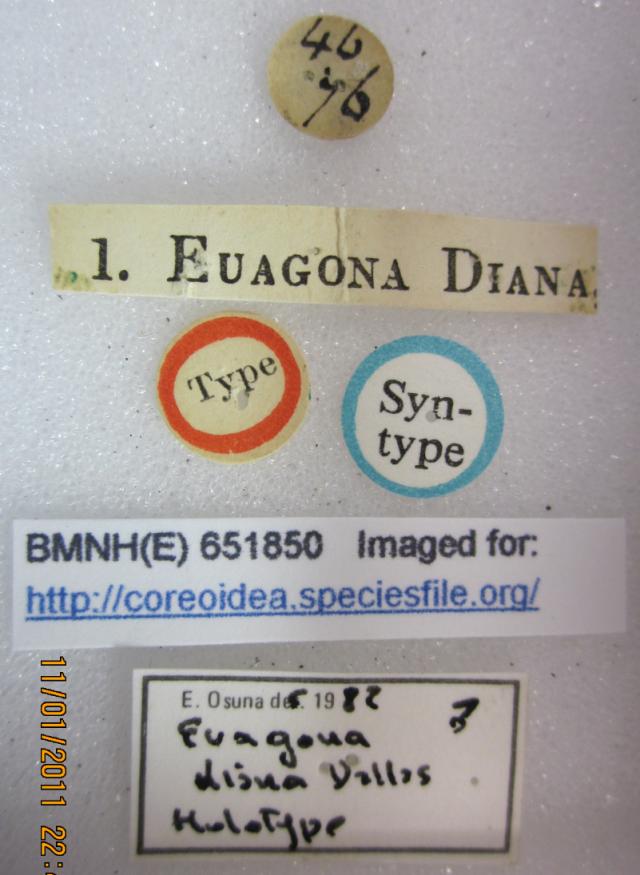 46
76
1. EUAGONA DIANA.
Type
Syn-
type
BMNH(E) 651850 Imaged for:
http://coreoidea.speciesfile.org/
E. Osuna det. 1982 ♂
Euagona
diana Dallas
Holotype
11/01/2011 22: